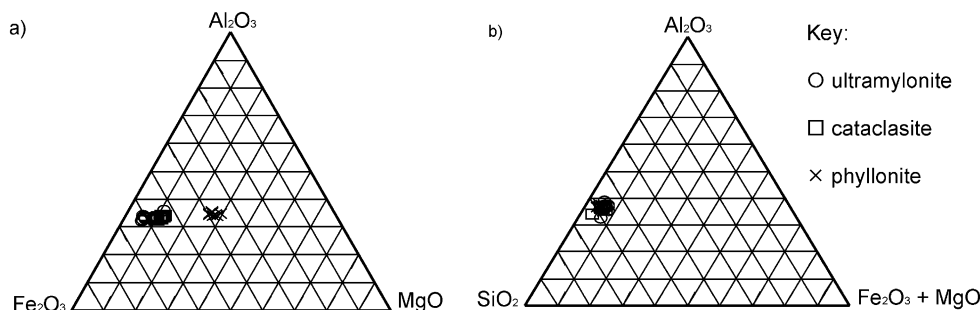 a)
Al₂O₃
Fe₂O₃
MgO
b)
Al₂O₃
SiO₂
Fe₂O₃ + MgO
Key:
ultramylonite
cataclasite
phyllonite